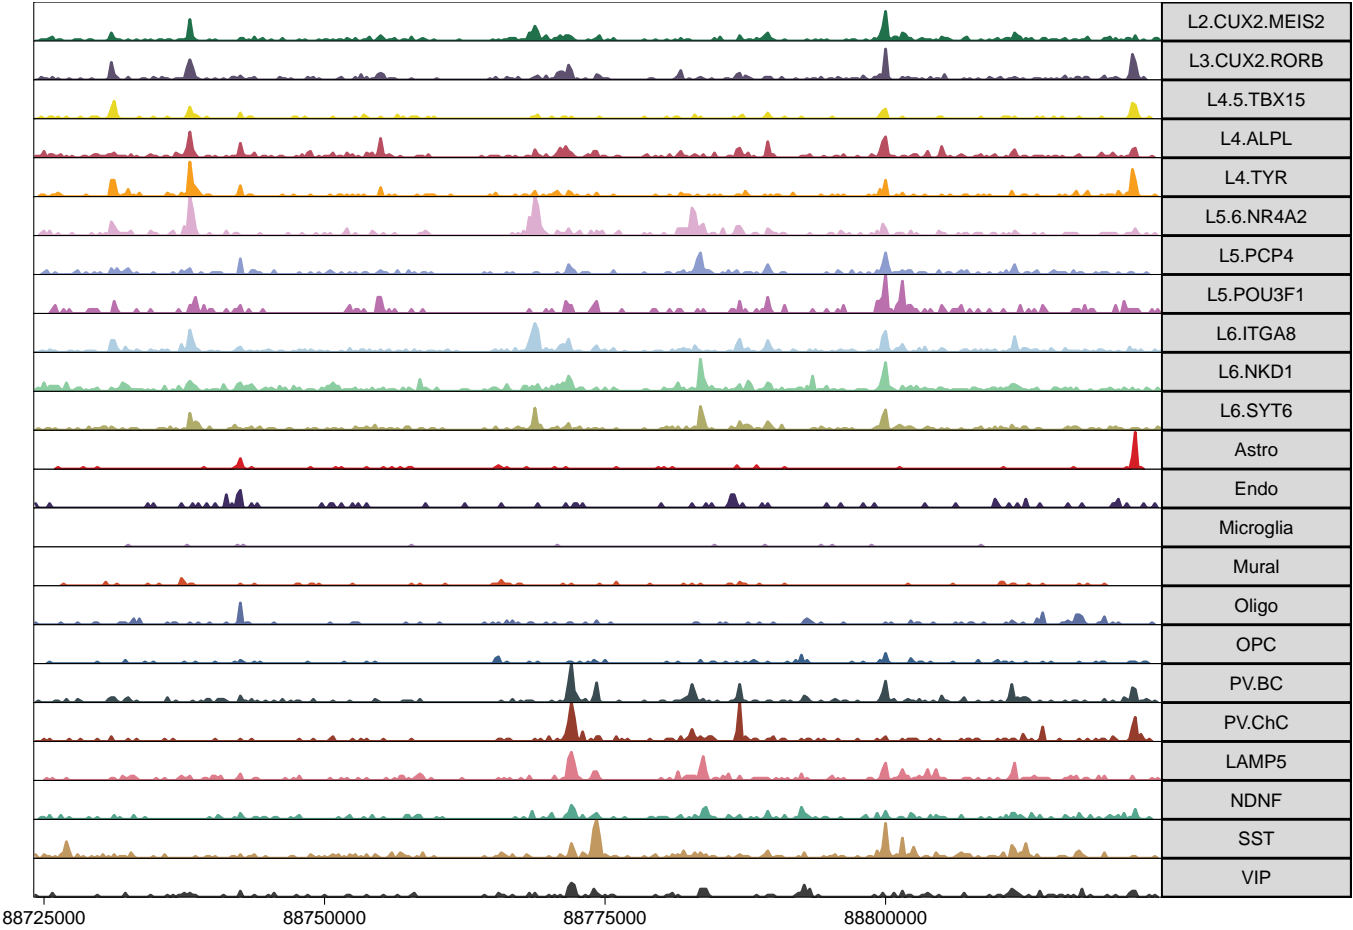 L2.CUX2.MEIS2
L3.CUX2.RORB
L4.5.TBX15
L4.ALPL
L4.TYR
L5.6.NR4A2
L5.PCP4
L5.POU3F1
L6.ITGA8
L6.NKD1
L6.SYT6
Astro
Endo
Microglia
Mural
Oligo
OPC
PV.BC
PV.ChC
LAMP5
NDNF
SST
VIP
88725000 88750000 88775000 88800000